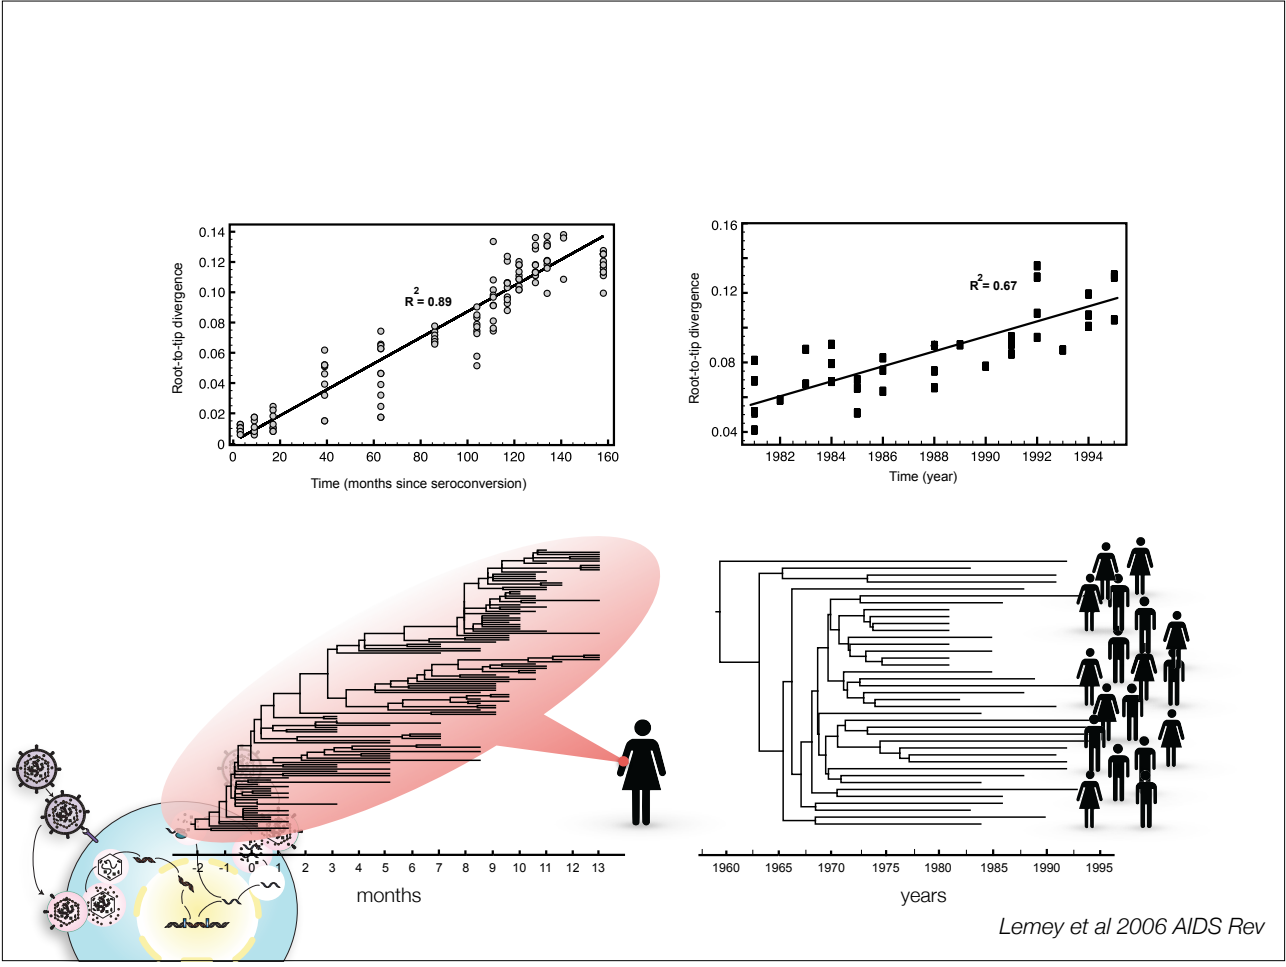 0.14
0.12
0.10
0.08
0.06
0.04
0.02
0
Root-to-tip divergence
R² = 0.89
0 20 40 60 80 100 120 140 160
Time (months since seroconversion)
0.16
0.12
0.08
0.04
Root-to-tip divergence
R² = 0.67
1982 1984 1986 1988 1990 1992 1994
Time (year)
-2 -1 0 1 2 3 4 5 6 7 8 9 10 11 12 13
months
1960 1965 1970 1975 1980 1985 1990 1995
years
Lemey et al 2006 AIDS Rev